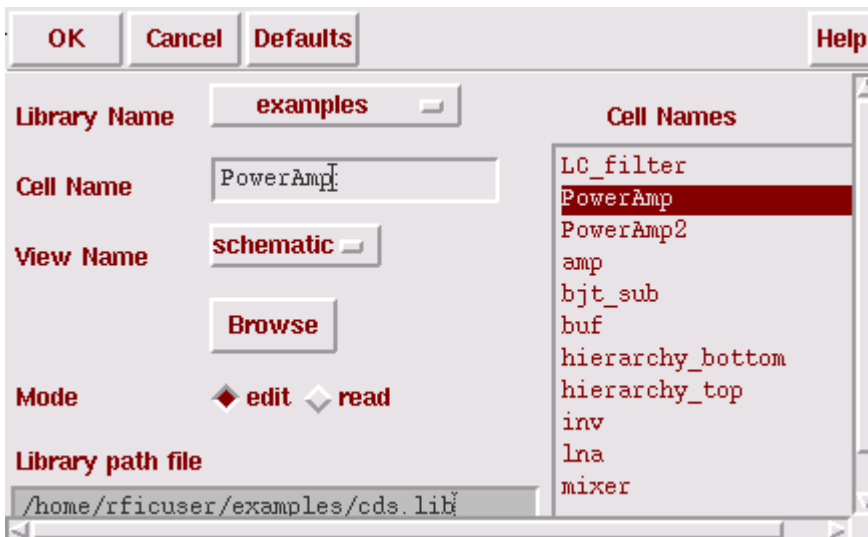 OK Cancel Defaults Help
Library Name examples
Cell Name PowerAmp
View Name schematic
Browse
Mode edit read
Library path file
/home/rficuser/examples/cds.lib
Cell Names
LC_filter
PowerAmp
PowerAmp2
amp
bjt_sub
buf
hierarchy_bottom
hierarchy_top
inv
lna
mixer